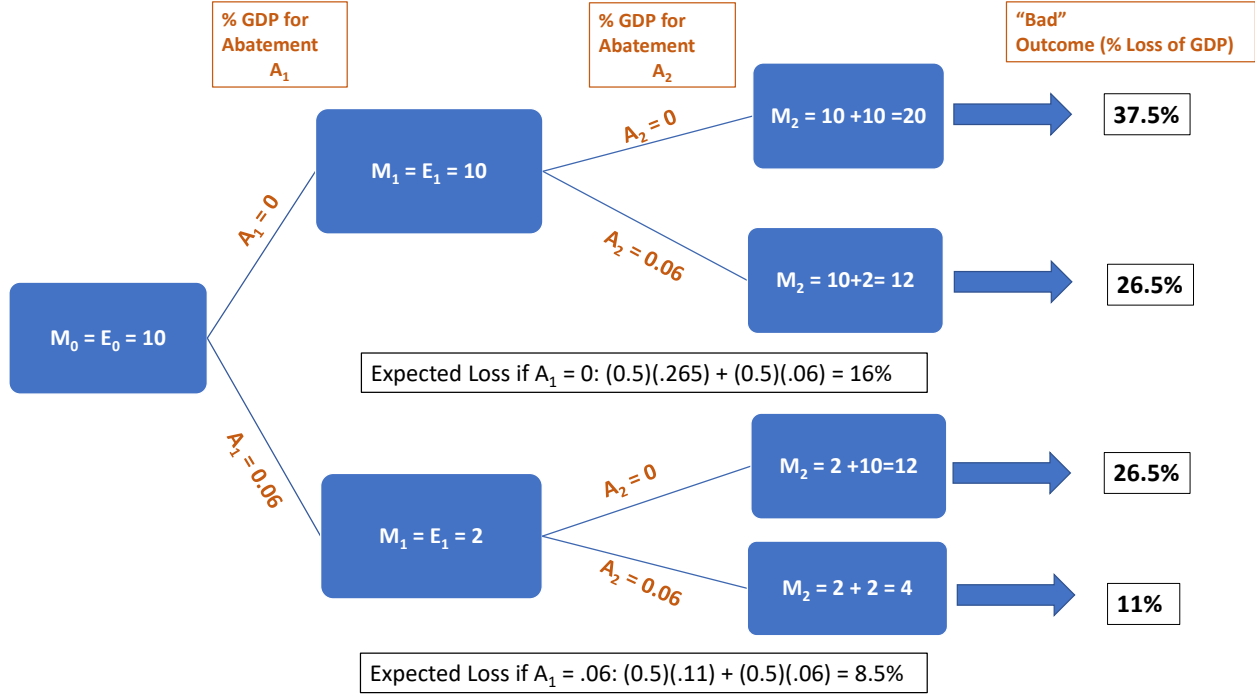 % GDP for
Abatement
A₁
% GDP for
Abatement
A₂
“Bad”
Outcome (% Loss of GDP)
M₀ = E₀ = 10
A₁ = 0
A₁ = 0.06
M₁ = E₁ = 10
A₂ = 0
A₂ = 0.06
M₂ = 10 +10 =20
37.5%
M₂ = 10+2= 12
26.5%
Expected Loss if A₁ = 0: (0.5)(.265) + (0.5)(.06) = 16%
M₁ = E₁ = 2
A₂ = 0
A₂ = 0.06
M₂ = 2 +10=12
26.5%
M₂ = 2 + 2 = 4
11%
Expected Loss if A₁ = .06: (0.5)(.11) + (0.5)(.06) = 8.5%